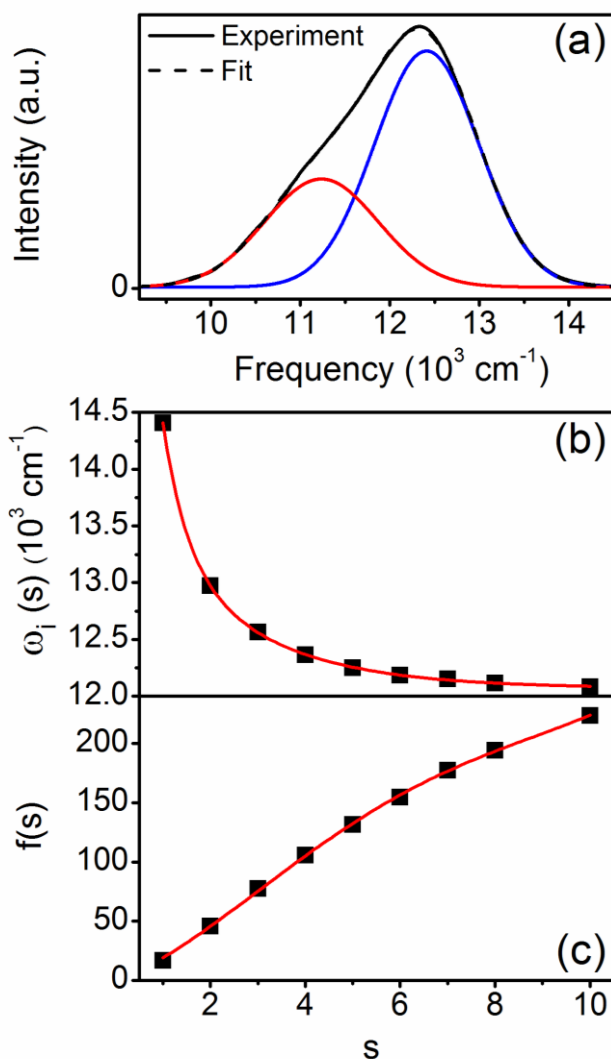 (a)
Experiment
Fit
Intensity (a.u.)
0
10 11 12 13 14
Frequency (10³ cm⁻¹)
(b)
14.5
14.0
13.5
13.0
12.5
12.0
ωᵢ (s) (10³ cm⁻¹)
200
150
100
50
0
f(s)
(c)
2 4 6 8 10
s